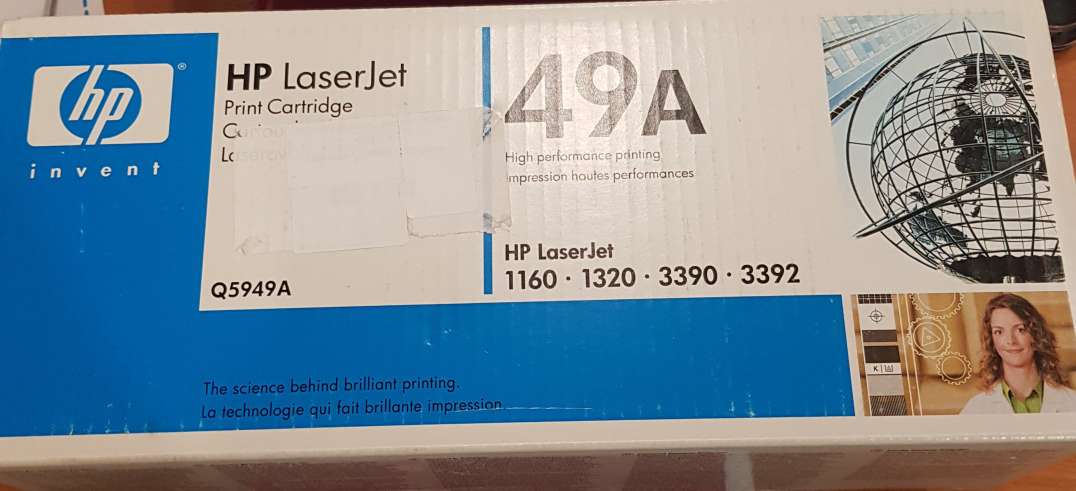 hp
®
invent
HP LaserJet
Print Cartridge
Q5949A
49A
High performance printing
Impression hautes performances
HP LaserJet
1160 · 1320 · 3390 · 3392
The science behind brilliant printing.
La technologie qui fait brillante impression.
K